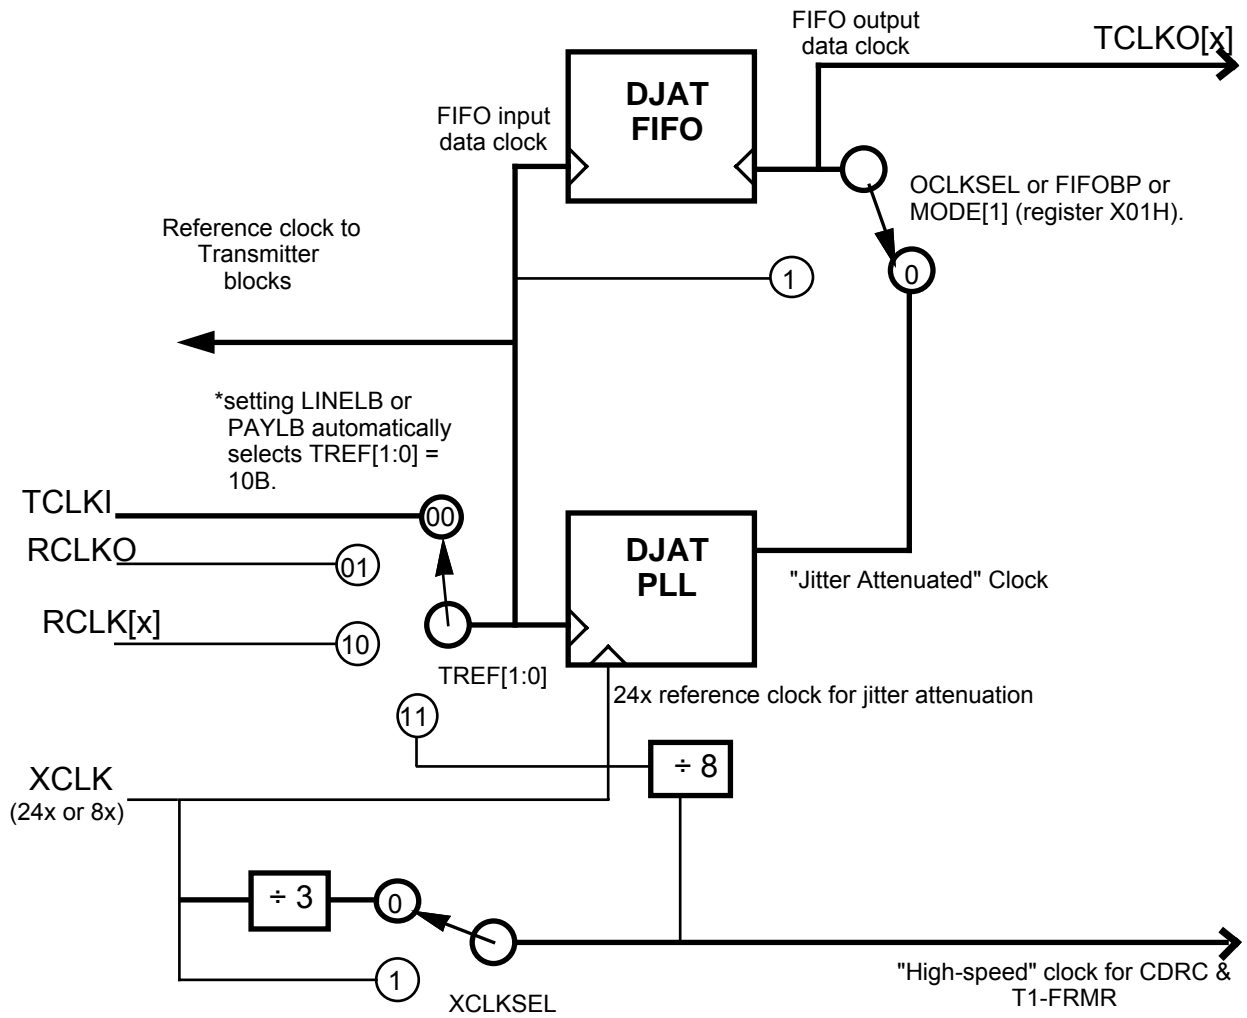 FIFO output
data clock
TCLKO[x]
DJAT
FIFO
FIFO input
data clock
OCLKSEL or FIFOBP or
MODE[1] (register X01H).
Reference clock to
Transmitter
blocks
0
1
*setting LINELB or
PAYLB automatically
selects TREF[1:0] =
10B.
TCLKI
00
RCLKO
01
RCLK[x]
10
DJAT
PLL
"Jitter Attenuated" Clock
TREF[1:0]
24x reference clock for jitter attenuation
11
÷ 8
XCLK
(24x or 8x)
÷ 3
0
1
XCLKSEL
"High-speed" clock for CDRC &
T1-FRMR